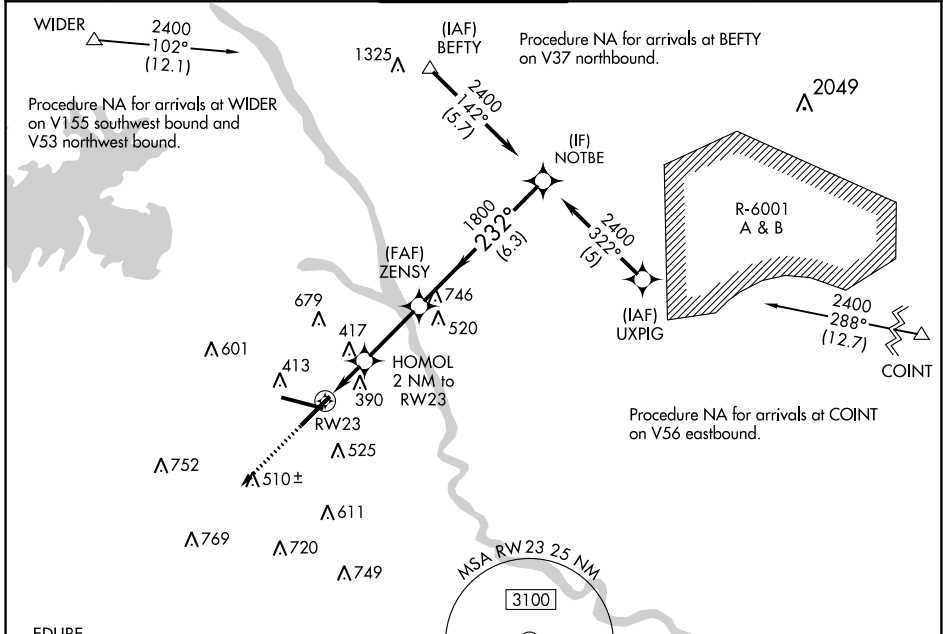 WIDER
2400
102°
(12.1)
Procedure NA for arrivals at WIDER
on V155 southwest bound and
V53 northwest bound.
1325
(IAF)
BEFTY
2400
142°
(5.7)
Procedure NA for arrivals at BEFTY
on V37 northbound.
2049
(IF)
NOTBE
R-6001
A & B
1800
232°
(6.3)
2400
322°
(5)
(IAF)
UXPIG
2400
288°
(12.7)
COINT
(FAF)
ZENSY
746
520
679
417
601
413
HOMOL
2 NM to
RW23
390
RW23
Procedure NA for arrivals at COINT
on V56 eastbound.
525
752
510±
611
769
720
749
MSA RW23 25 NM
3100